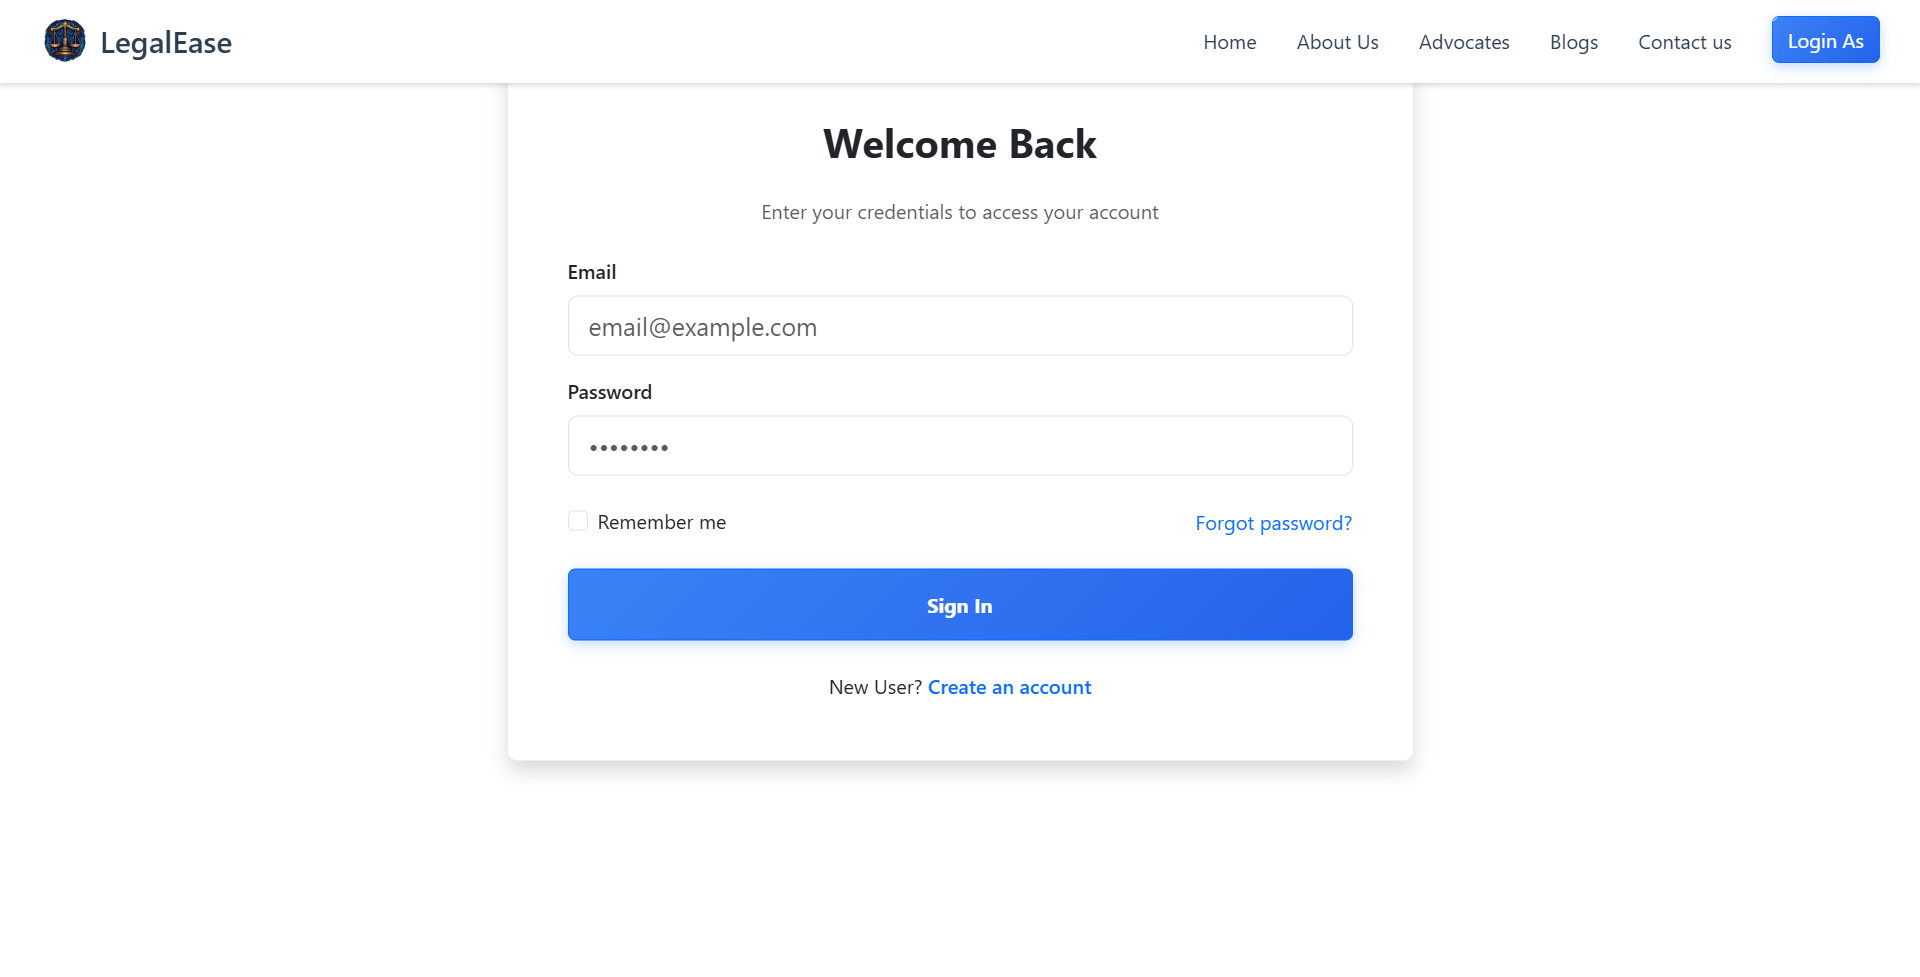 LegalEase
Home
About Us
Advocates
Blogs
Contact us
Login As
Welcome Back
Enter your credentials to access your account
Email
email@example.com
Password
••••••••
Remember me
Forgot password?
Sign In
New User? Create an account